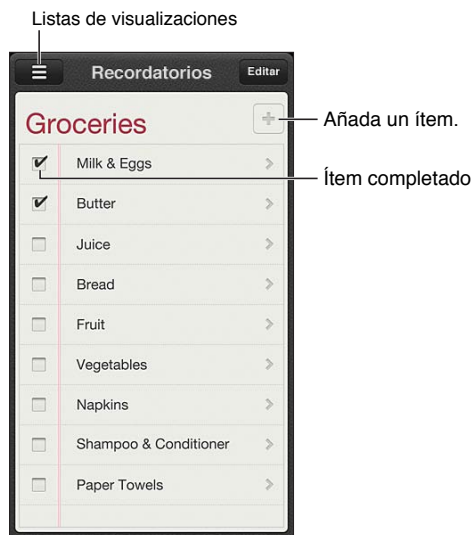 Listas de visualizaciones
Recordatorios Editar
Groceries
Añada un ítem.
Milk & Eggs
Ítem completado
Butter
Juice
Bread
Fruit
Vegetables
Napkins
Shampoo & Conditioner
Paper Towels